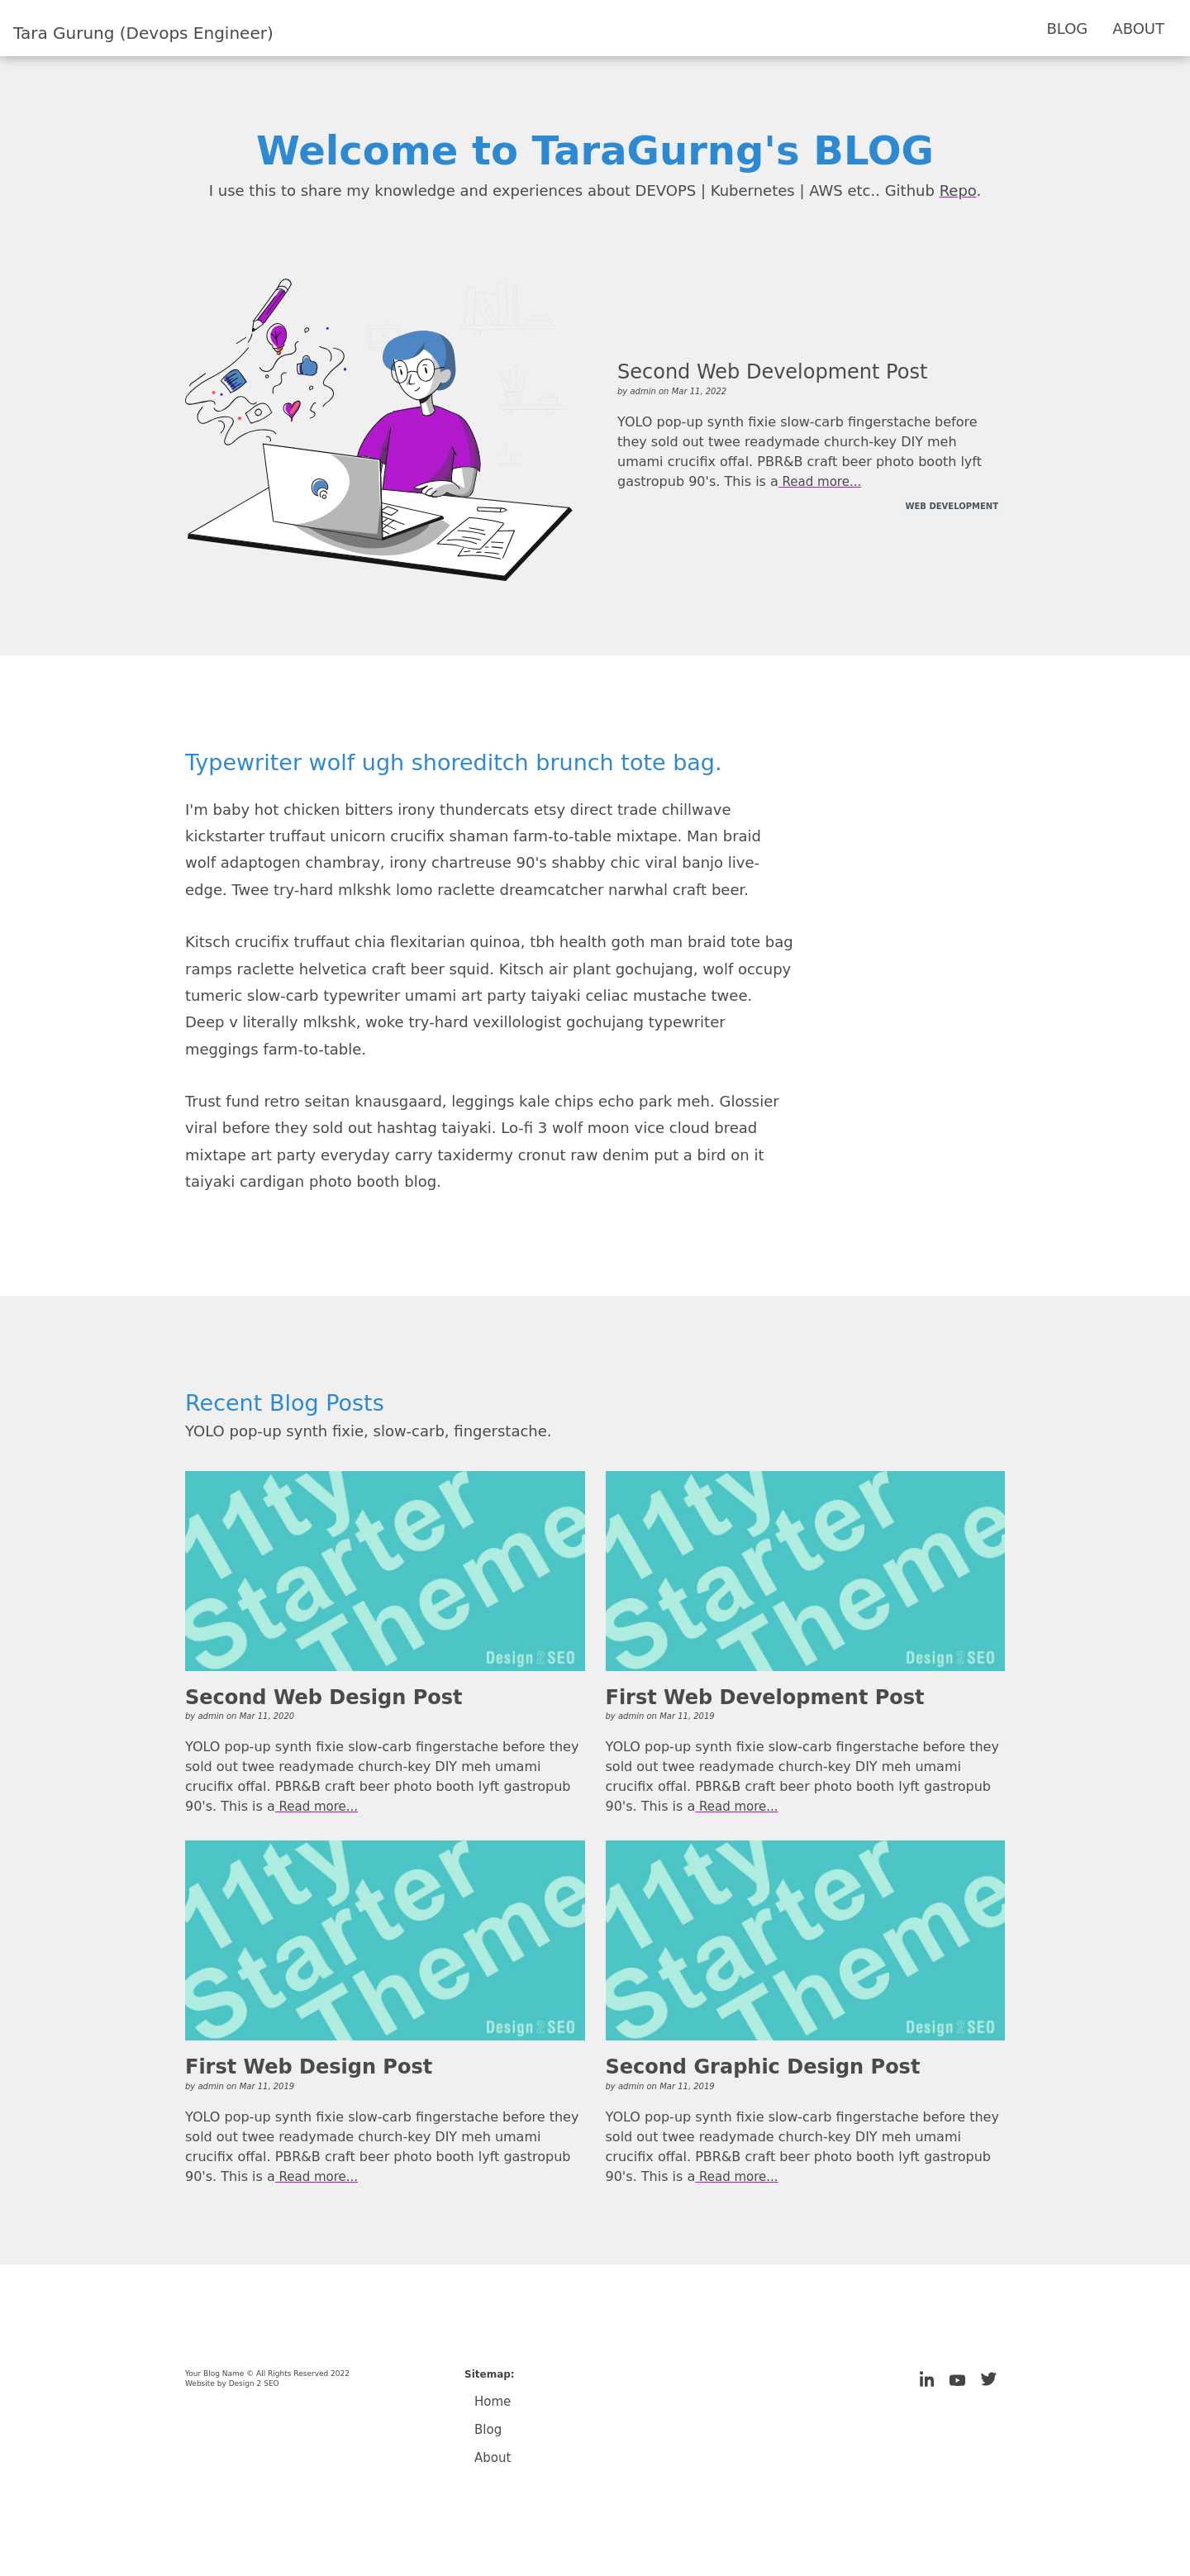 Tara Gurung (Devops Engineer)
BLOG
ABOUT
Welcome to TaraGurng's BLOG
I use this to share my knowledge and experiences about DEVOPS | Kubernetes | AWS etc.. Github Repo.
Second Web Development Post
by admin on Mar 11, 2022
YOLO pop-up synth fixie slow-carb fingerstache before
they sold out twee readymade church-key DIY meh
umami crucifix offal. PBR&B craft beer photo booth lyft
gastropub 90's. This is a Read more...
WEB DEVELOPMENT
Typewriter wolf ugh shoreditch brunch tote bag.
I'm baby hot chicken bitters irony thundercats etsy direct trade chillwave
kickstarter truffaut unicorn crucifix shaman farm-to-table mixtape. Man braid
wolf adaptogen chambray, irony chartreuse 90's shabby chic viral banjo live-
edge. Twee try-hard mlkshk lomo raclette dreamcatcher narwhal craft beer.
Kitsch crucifix truffaut chia flexitarian quinoa, tbh health goth man braid tote bag
ramps raclette helvetica craft beer squid. Kitsch air plant gochujang, wolf occupy
tumeric slow-carb typewriter umami art party taiyaki celiac mustache twee.
Deep v literally mlkshk, woke try-hard vexillologist gochujang typewriter
meggings farm-to-table.
Trust fund retro seitan knausgaard, leggings kale chips echo park meh. Glossier
viral before they sold out hashtag taiyaki. Lo-fi 3 wolf moon vice cloud bread
mixtape art party everyday carry taxidermy cronut raw denim put a bird on it
taiyaki cardigan photo booth blog.
Recent Blog Posts
YOLO pop-up synth fixie, slow-carb, fingerstache.
11ty
Starter
Theme
Design2SEO
Second Web Design Post
by admin on Mar 11, 2020
YOLO pop-up synth fixie slow-carb fingerstache before they
sold out twee readymade church-key DIY meh umami
crucifix offal. PBR&B craft beer photo booth lyft gastropub
90's. This is a Read more...
11ty
Starter
Theme
Design2SEO
First Web Development Post
by admin on Mar 11, 2019
YOLO pop-up synth fixie slow-carb fingerstache before they
sold out twee readymade church-key DIY meh umami
crucifix offal. PBR&B craft beer photo booth lyft gastropub
90's. This is a Read more...
11ty
Starter
Theme
Design2SEO
First Web Design Post
by admin on Mar 11, 2019
YOLO pop-up synth fixie slow-carb fingerstache before they
sold out twee readymade church-key DIY meh umami
crucifix offal. PBR&B craft beer photo booth lyft gastropub
90's. This is a Read more...
11ty
Starter
Theme
Design2SEO
Second Graphic Design Post
by admin on Mar 11, 2019
YOLO pop-up synth fixie slow-carb fingerstache before they
sold out twee readymade church-key DIY meh umami
crucifix offal. PBR&B craft beer photo booth lyft gastropub
90's. This is a Read more...
Your Blog Name © All Rights Reserved 2022
Website by Design 2 SEO
Sitemap:
Home
Blog
About